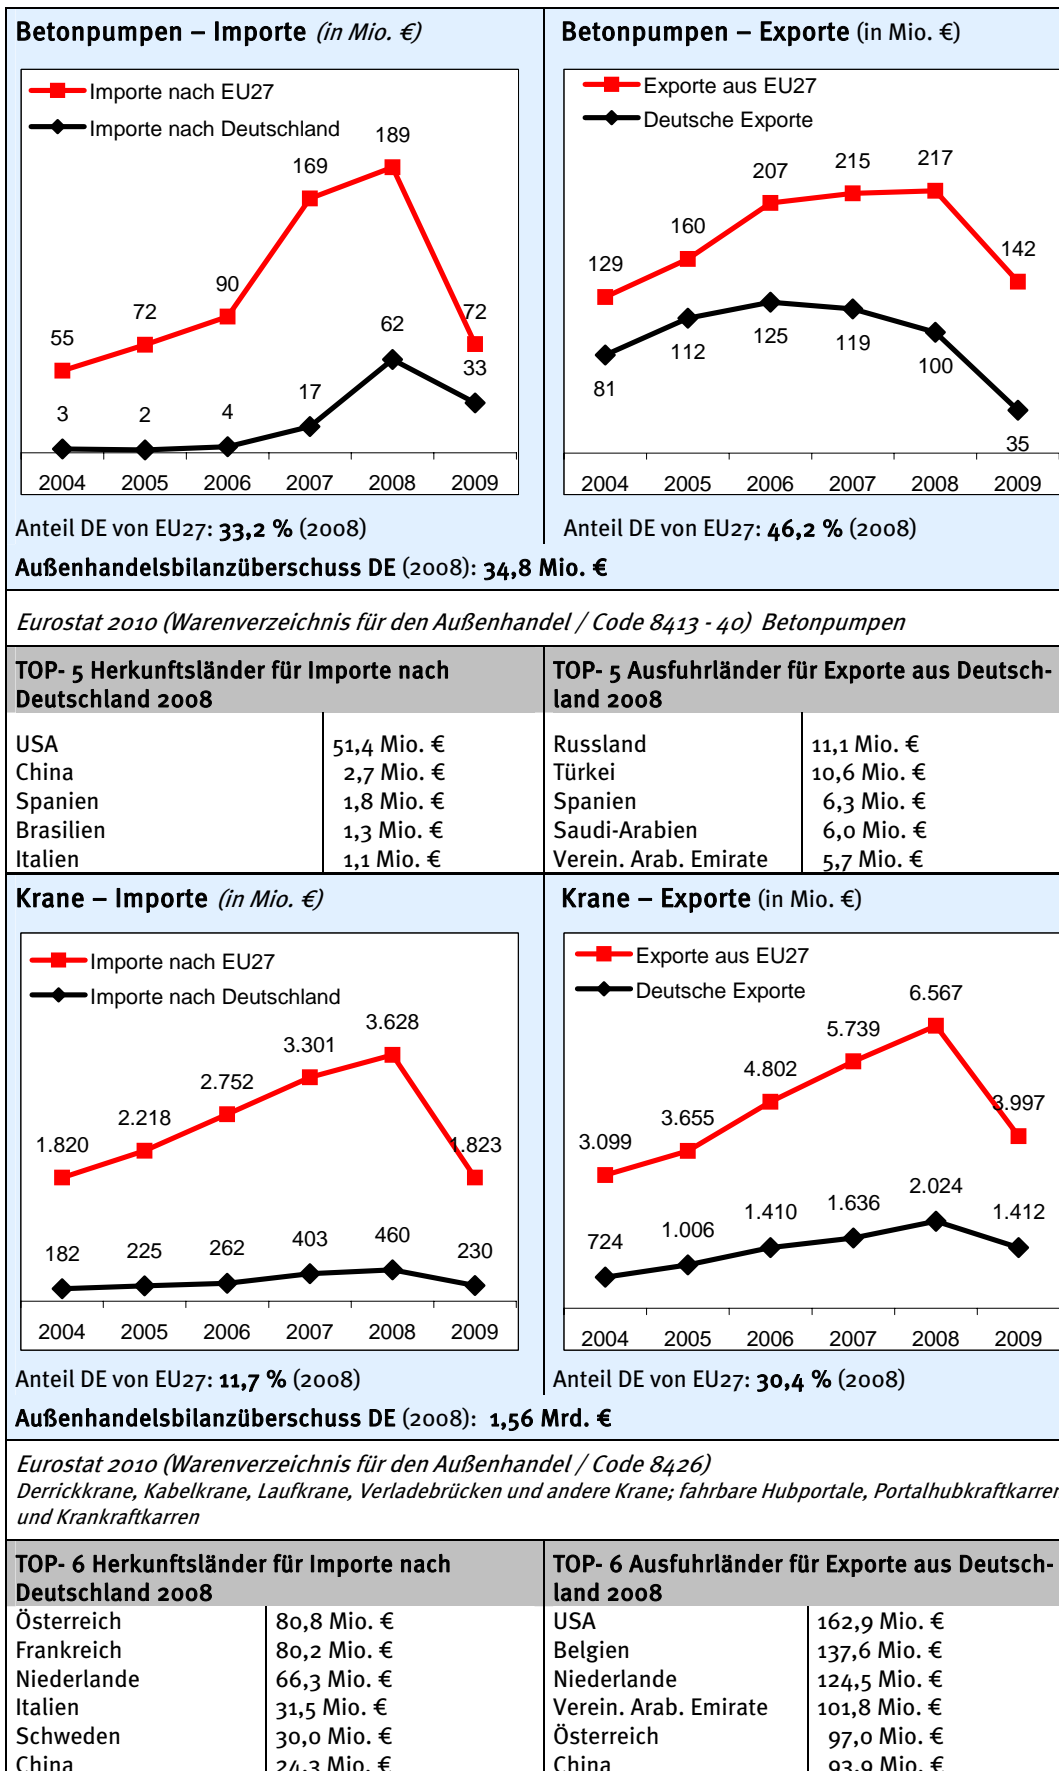 Betonpumpen – Importe (in Mio. €)
Importe nach EU27
Importe nach Deutschland
55
72
90
169
189
72
3
2
4
17
62
33
2004 2005 2006 2007 2008 2009
Anteil DE von EU27: 33,2 % (2008)
Betonpumpen – Exporte (in Mio. €)
Exporte aus EU27
Deutsche Exporte
129
160
207
215
217
142
81
112
125
119
100
35
2004 2005 2006 2007 2008 2009
Anteil DE von EU27: 46,2 % (2008)
Außenhandelsbilanzüberschuss DE (2008): 34,8 Mio. €
Eurostat 2010 (Warenverzeichnis für den Außenhandel / Code 8413 - 40) Betonpumpen
TOP- 5 Herkunftsländer für Importe nach
Deutschland 2008
USA 51,4 Mio. €
China 2,7 Mio. €
Spanien 1,8 Mio. €
Brasilien 1,3 Mio. €
Italien 1,1 Mio. €
TOP- 5 Ausfuhrländer für Exporte aus Deutsch-
land 2008
Russland 11,1 Mio. €
Türkei 10,6 Mio. €
Spanien 6,3 Mio. €
Saudi-Arabien 6,0 Mio. €
Verein. Arab. Emirate 5,7 Mio. €
Krane – Importe (in Mio. €)
Importe nach EU27
Importe nach Deutschland
1.820
2.218
2.752
3.301
3.628
1.823
182
225
262
403
460
230
2004 2005 2006 2007 2008 2009
Anteil DE von EU27: 11,7 % (2008)
Krane – Exporte (in Mio. €)
Exporte aus EU27
Deutsche Exporte
3.099
3.655
4.802
5.739
6.567
3.997
724
1.006
1.410
1.636
2.024
1.412
2004 2005 2006 2007 2008 2009
Anteil DE von EU27: 30,4 % (2008)
Außenhandelsbilanzüberschuss DE (2008): 1,56 Mrd. €
Eurostat 2010 (Warenverzeichnis für den Außenhandel / Code 8426)
Derrickkrane, Kabelkrane, Laufkrane, Verladebrücken und andere Krane; fahrbare Hubportale, Portalhubkraftkarren
und Krankraftkarren
TOP- 6 Herkunftsländer für Importe nach
Deutschland 2008
Österreich 80,8 Mio. €
Frankreich 80,2 Mio. €
Niederlande 66,3 Mio. €
Italien 31,5 Mio. €
Schweden 30,0 Mio. €
China 24,3 Mio. €
TOP- 6 Ausfuhrländer für Exporte aus Deutsch-
land 2008
USA 162,9 Mio. €
Belgien 137,6 Mio. €
Niederlande 124,5 Mio. €
Verein. Arab. Emirate 101,8 Mio. €
Österreich 97,0 Mio. €
China 93,9 Mio. €